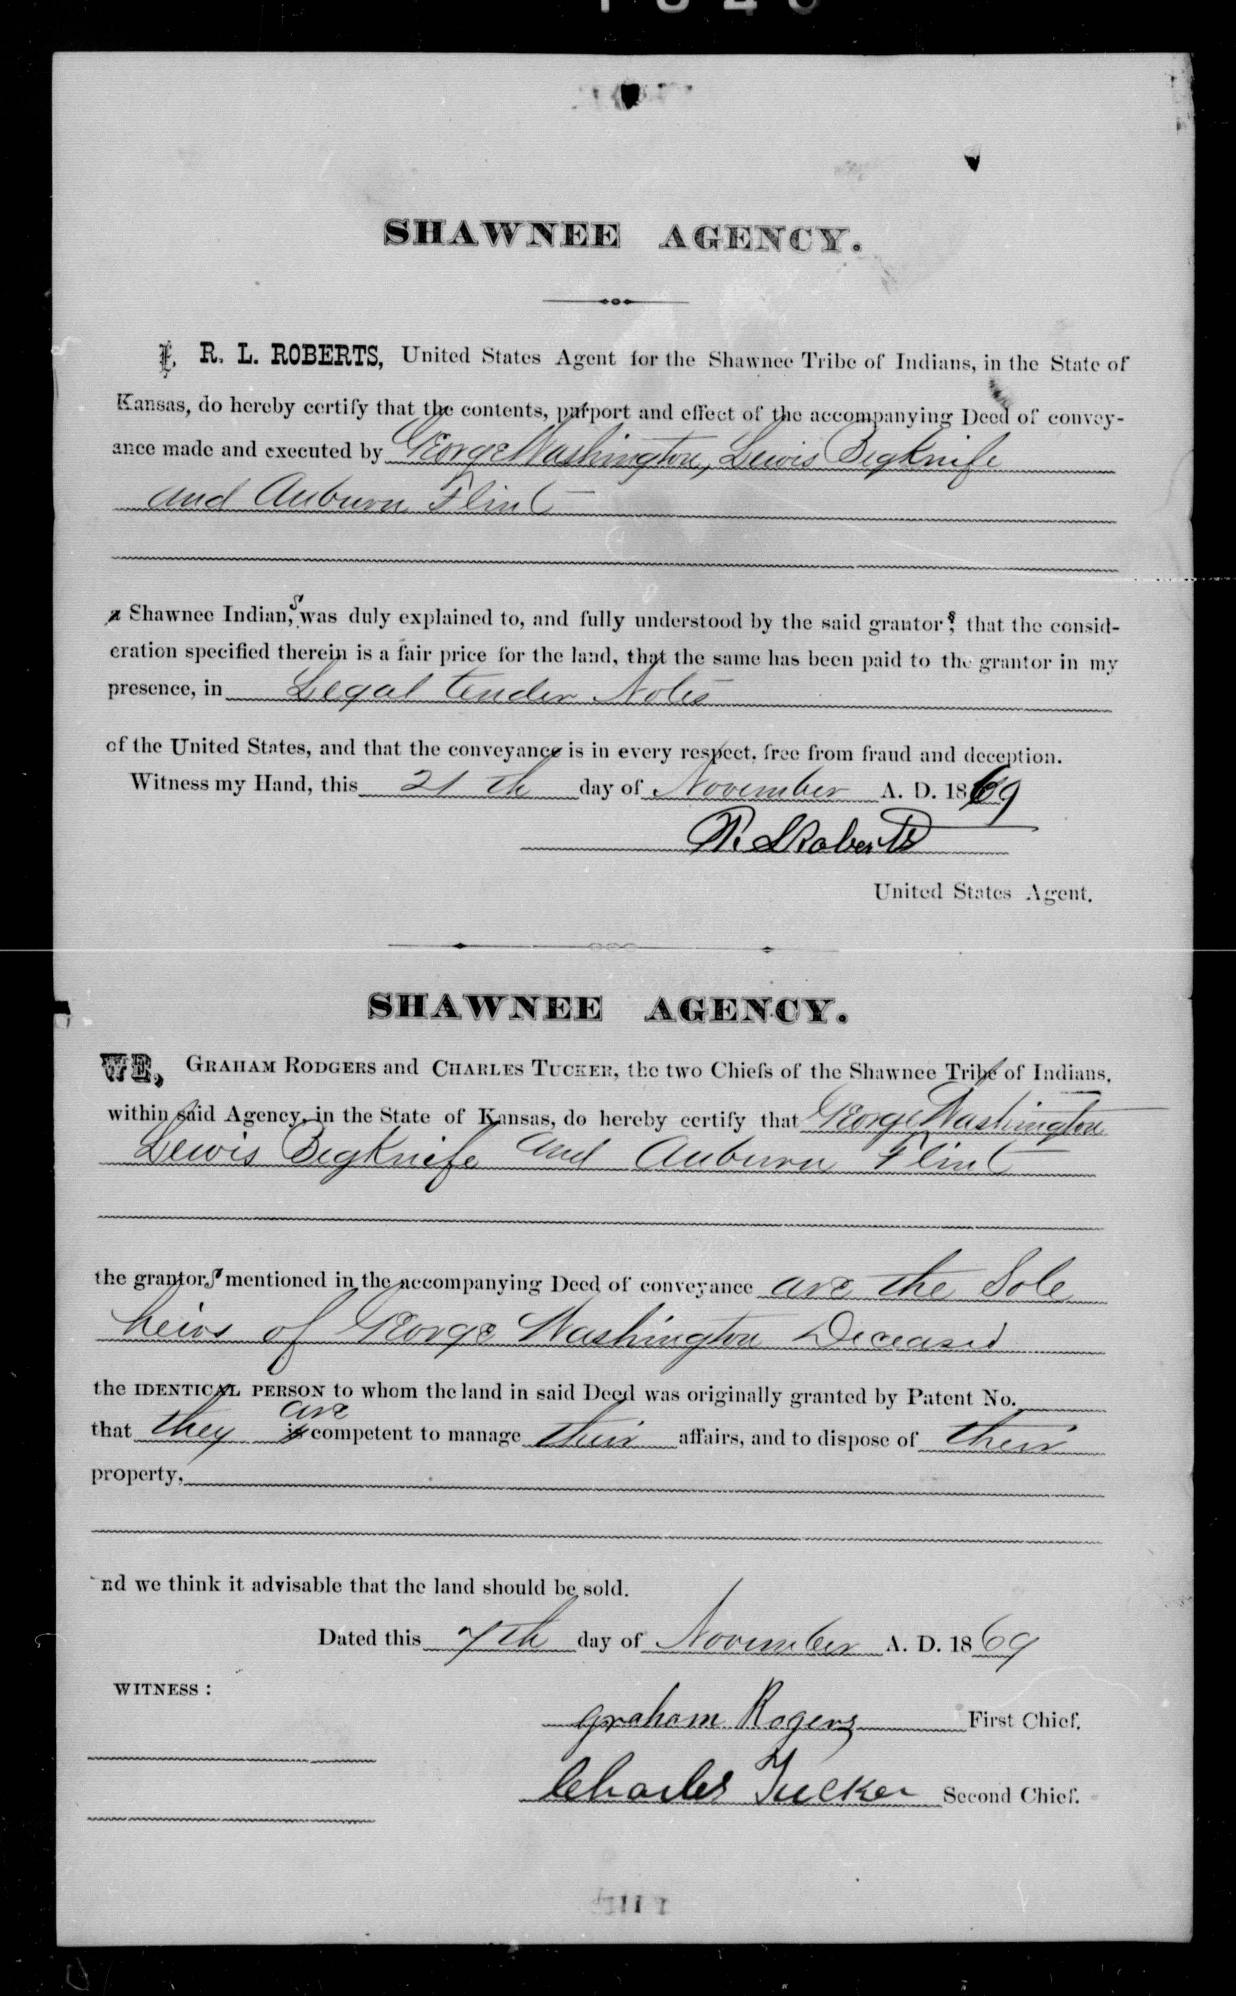 SHAWNEE AGENCY.
I, R. L. ROBERTS, United States Agent for the Shawnee Tribe of Indians, in the State of
Kansas, do hereby certify that the contents, purport and effect of the accompanying Deed of convey-
ance made and executed by George Washington, Lewis Bigknife
and Auburn Flint
a Shawnee Indian,s was duly explained to, and fully understood by the said grantors; that the consid-
eration specified therein is a fair price for the land, that the same has been paid to the grantor in my
presence, in Legal tender Notes
of the United States, and that the conveyance is in every respect, free from fraud and deception.
Witness my Hand, this 21th day of November A. D. 1869
R. L Roberts
United States Agent.
SHAWNEE AGENCY.
WE, GRAHAM RODGERS and CHARLES TUCKER, the two Chiefs of the Shawnee Tribe of Indians,
within said Agency, in the State of Kansas, do hereby certify that George Washington
Lewis Bigknife and Auburn Flint
the grantors mentioned in the accompanying Deed of conveyance are the Sole
heirs of George Washington Deceased
the IDENTICAL PERSON to whom the land in said Deed was originally granted by Patent No.
are
that they is competent to manage their affairs, and to dispose of their
property,
nd we think it advisable that the land should be sold.
Dated this 7th day of November A. D. 1869
WITNESS:
graham Rogers First Chief.
Charles Tucker Second Chief.